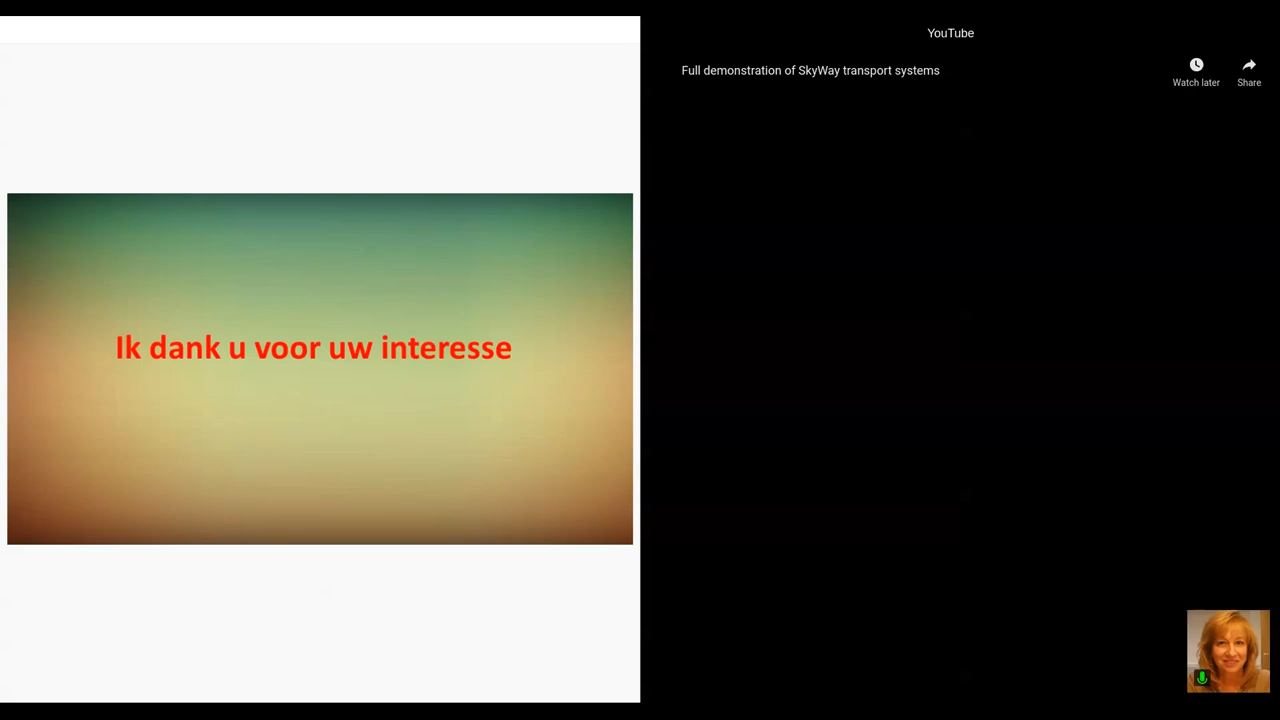 Ik dank u voor uw interesse
YouTube
Full demonstration of SkyWay transport systems
Watch later
Share